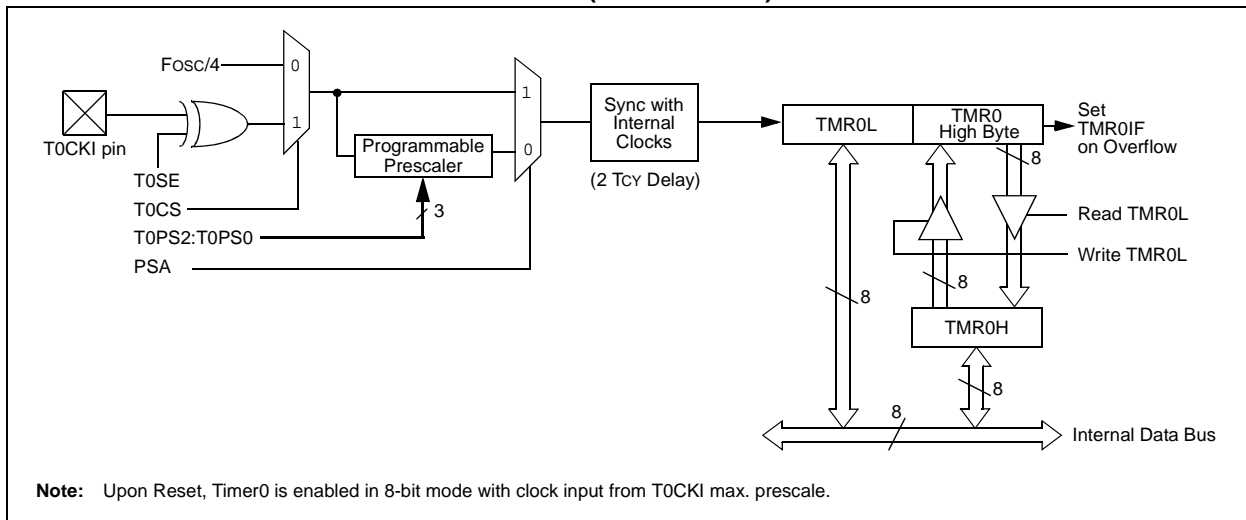 FOSC/4
0
1
T0CKI pin
T0SE
T0CS
T0PS2:T0PS0
PSA
Programmable
Prescaler
3
1
0
Sync with
Internal
Clocks
(2 TCY Delay)
TMR0L
TMR0
High Byte
8
Set
TMR0IF
on Overflow
Read TMR0L
Write TMR0L
8
8
TMR0H
8
8
Internal Data Bus
Note: Upon Reset, Timer0 is enabled in 8-bit mode with clock input from T0CKI max. prescale.